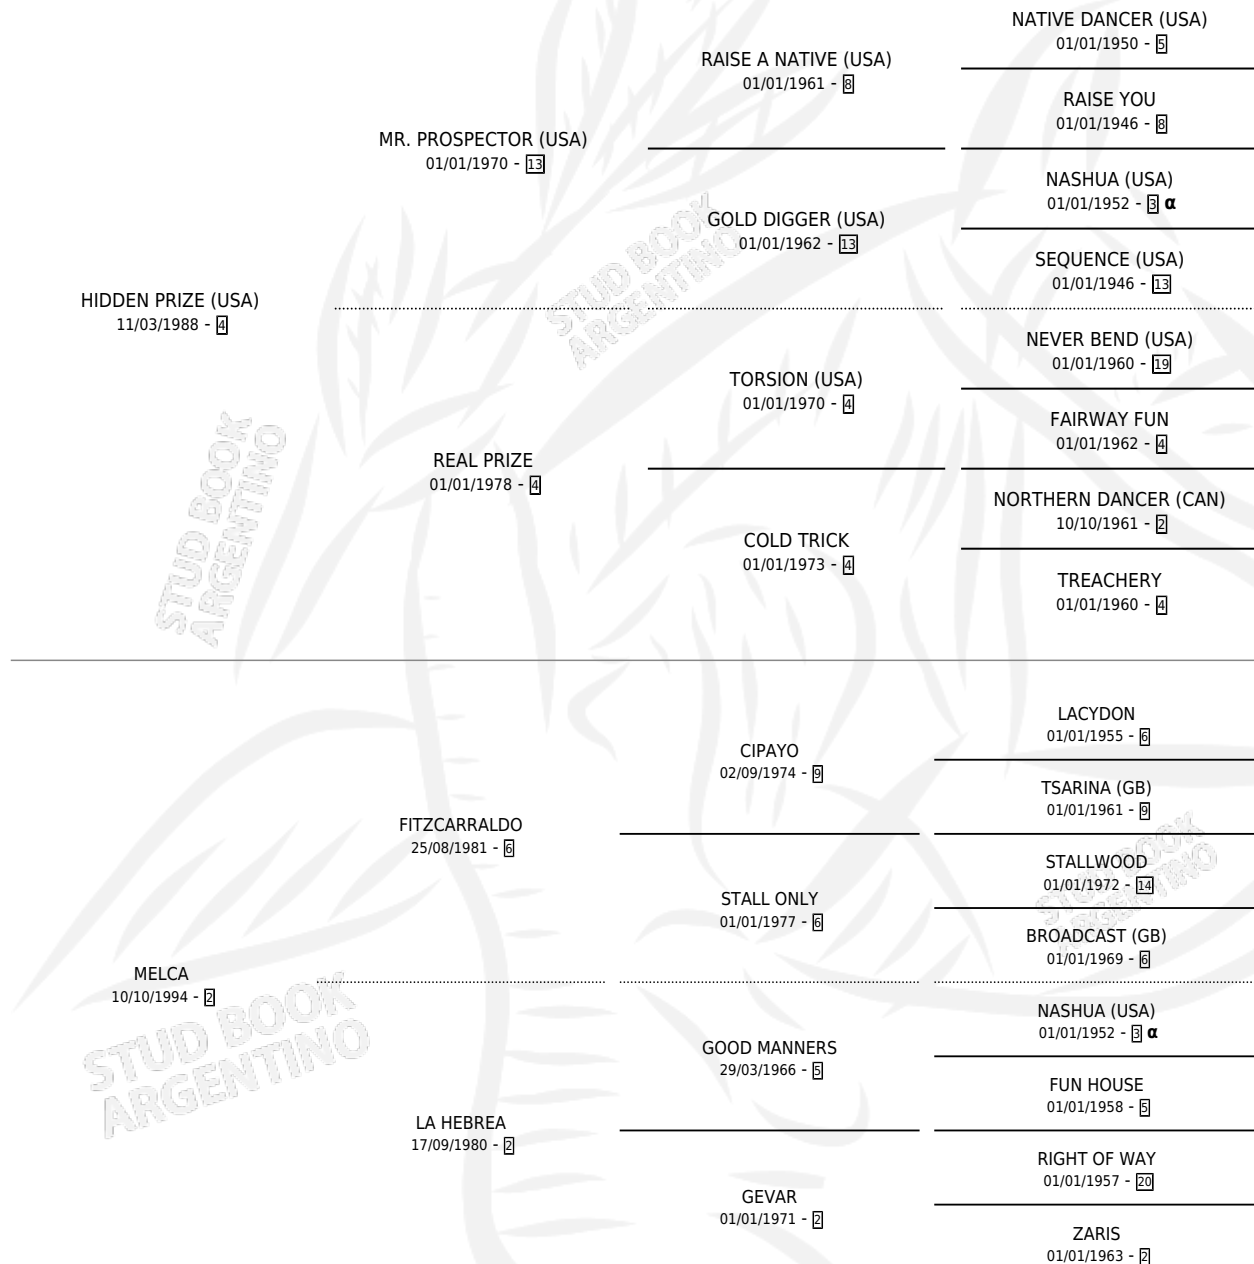 NATIVE DANCER (USA)
01/01/1950 - 5
RAISE A NATIVE (USA)
01/01/1961 - 8
RAISE YOU
01/01/1946 - 8
MR. PROSPECTOR (USA)
01/01/1970 - 13
NASHUA (USA)
01/01/1952 - 3 α
GOLD DIGGER (USA)
01/01/1962 - 13
SEQUENCE (USA)
01/01/1946 - 13
HIDDEN PRIZE (USA)
11/03/1988 - 4
STUD BOOK
ARGENTINO
NEVER BEND (USA)
01/01/1960 - 19
TORSION (USA)
01/01/1970 - 4
FAIRWAY FUN
01/01/1962 - 4
REAL PRIZE
01/01/1978 - 4
NORTHERN DANCER (CAN)
10/10/1961 - 2
COLD TRICK
01/01/1973 - 4
TREACHERY
01/01/1960 - 4
STUD BOOK
ARGENTINO
LACYDON
01/01/1955 - 6
CIPAYO
02/09/1974 - 9
TSARINA (GB)
01/01/1961 - 9
FITZCARRALDO
25/08/1981 - 6
STALLWOOD
01/01/1972 - 14
STALL ONLY
01/01/1977 - 6
BROADCAST (GB)
01/01/1969 - 6
STUD BOOK
ARGENTINO
MELCA
10/10/1994 - 2
NASHUA (USA)
01/01/1952 - 3 α
GOOD MANNERS
29/03/1966 - 5
FUN HOUSE
01/01/1958 - 5
STUD BOOK
ARGENTINO
LA HEBREA
17/09/1980 - 2
RIGHT OF WAY
01/01/1957 - 20
GEVAR
01/01/1971 - 2
ZARIS
01/01/1963 - 2